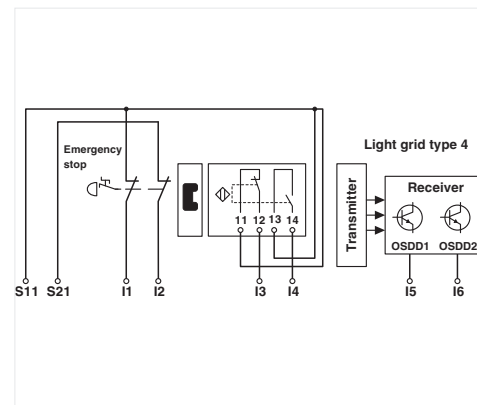 Emergency
stop
Light grid type 4
Transmitter
Receiver
11 12 13 14
OSDD1 OSDD2
S11 S21 I1 I2 I3 I4 I5 I6